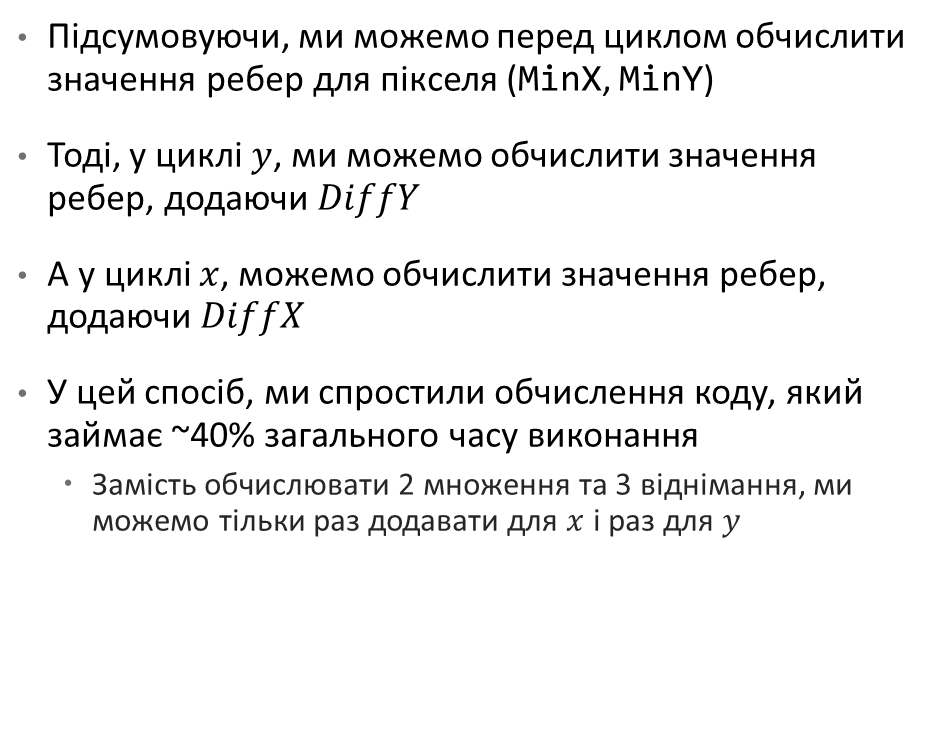 • Підсумовуючи, ми можемо перед циклом обчислити
значення ребер для пікселя (MinX, MinY)
• Тоді, у циклі y, ми можемо обчислити значення
ребер, додаючи DiffY
• А у циклі x, можемо обчислити значення ребер,
додаючи DiffX
• У цей спосіб, ми спростили обчислення коду, який
займає ~40% загального часу виконання
• Замість обчислювати 2 множення та 3 віднімання, ми
можемо тільки раз додавати для x і раз для y